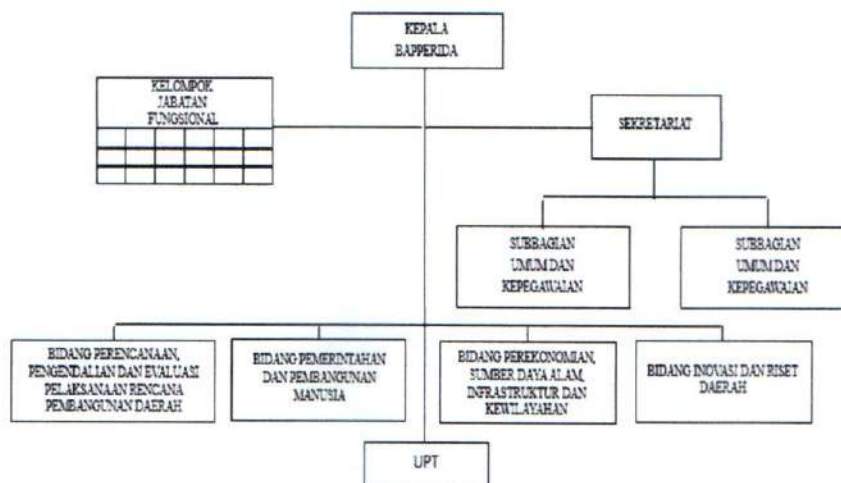 KEPALA
BAPPERIDA
KELOMPOK
JABATAN
FUNGSIONAL
SEKRETARIAT
SUBBAGIAN
UMUM DAN
KEPEGAWAIAN
SUBBAGIAN
UMUM DAN
KEPEGAWAIAN
BIDANG PERENCANAAN,
PENGENDALIAN DAN EVALUASI
PELAKSANAAN RENCANA
PEMBANGUNAN DAERAH
BIDANG PEMERINTAHAN
DAN PEMBANGUNAN
MANUSIA
BIDANG PEREKONOMIAN,
SUMBER DAYA ALAM,
INFRASTRUKTUR DAN
KEWILAYAHAN
BIDANG INOVASI DAN RISET
DAERAH
UPT